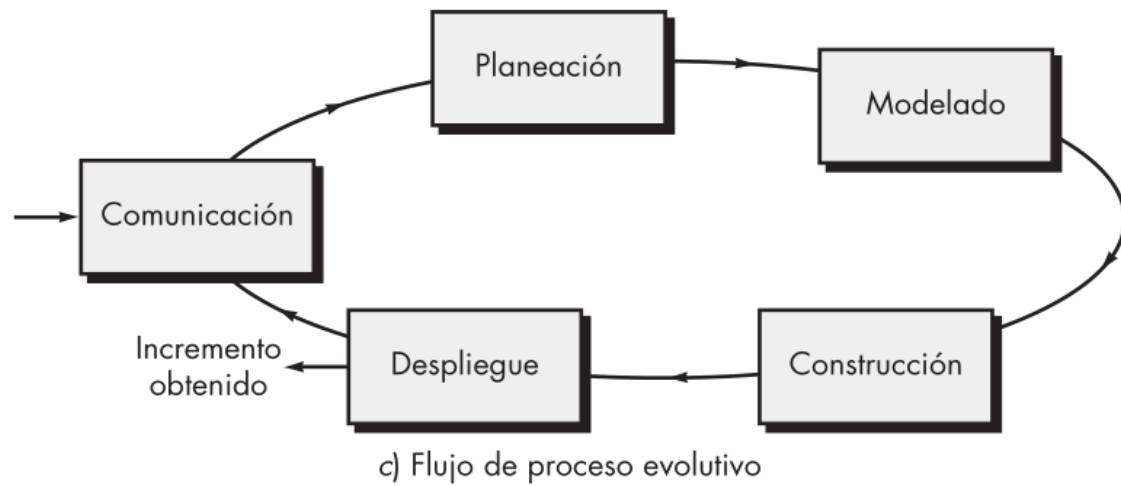 Planeación
Modelado
Comunicación
Incremento
obtenido
Despliegue
Construcción
c) Flujo de proceso evolutivo